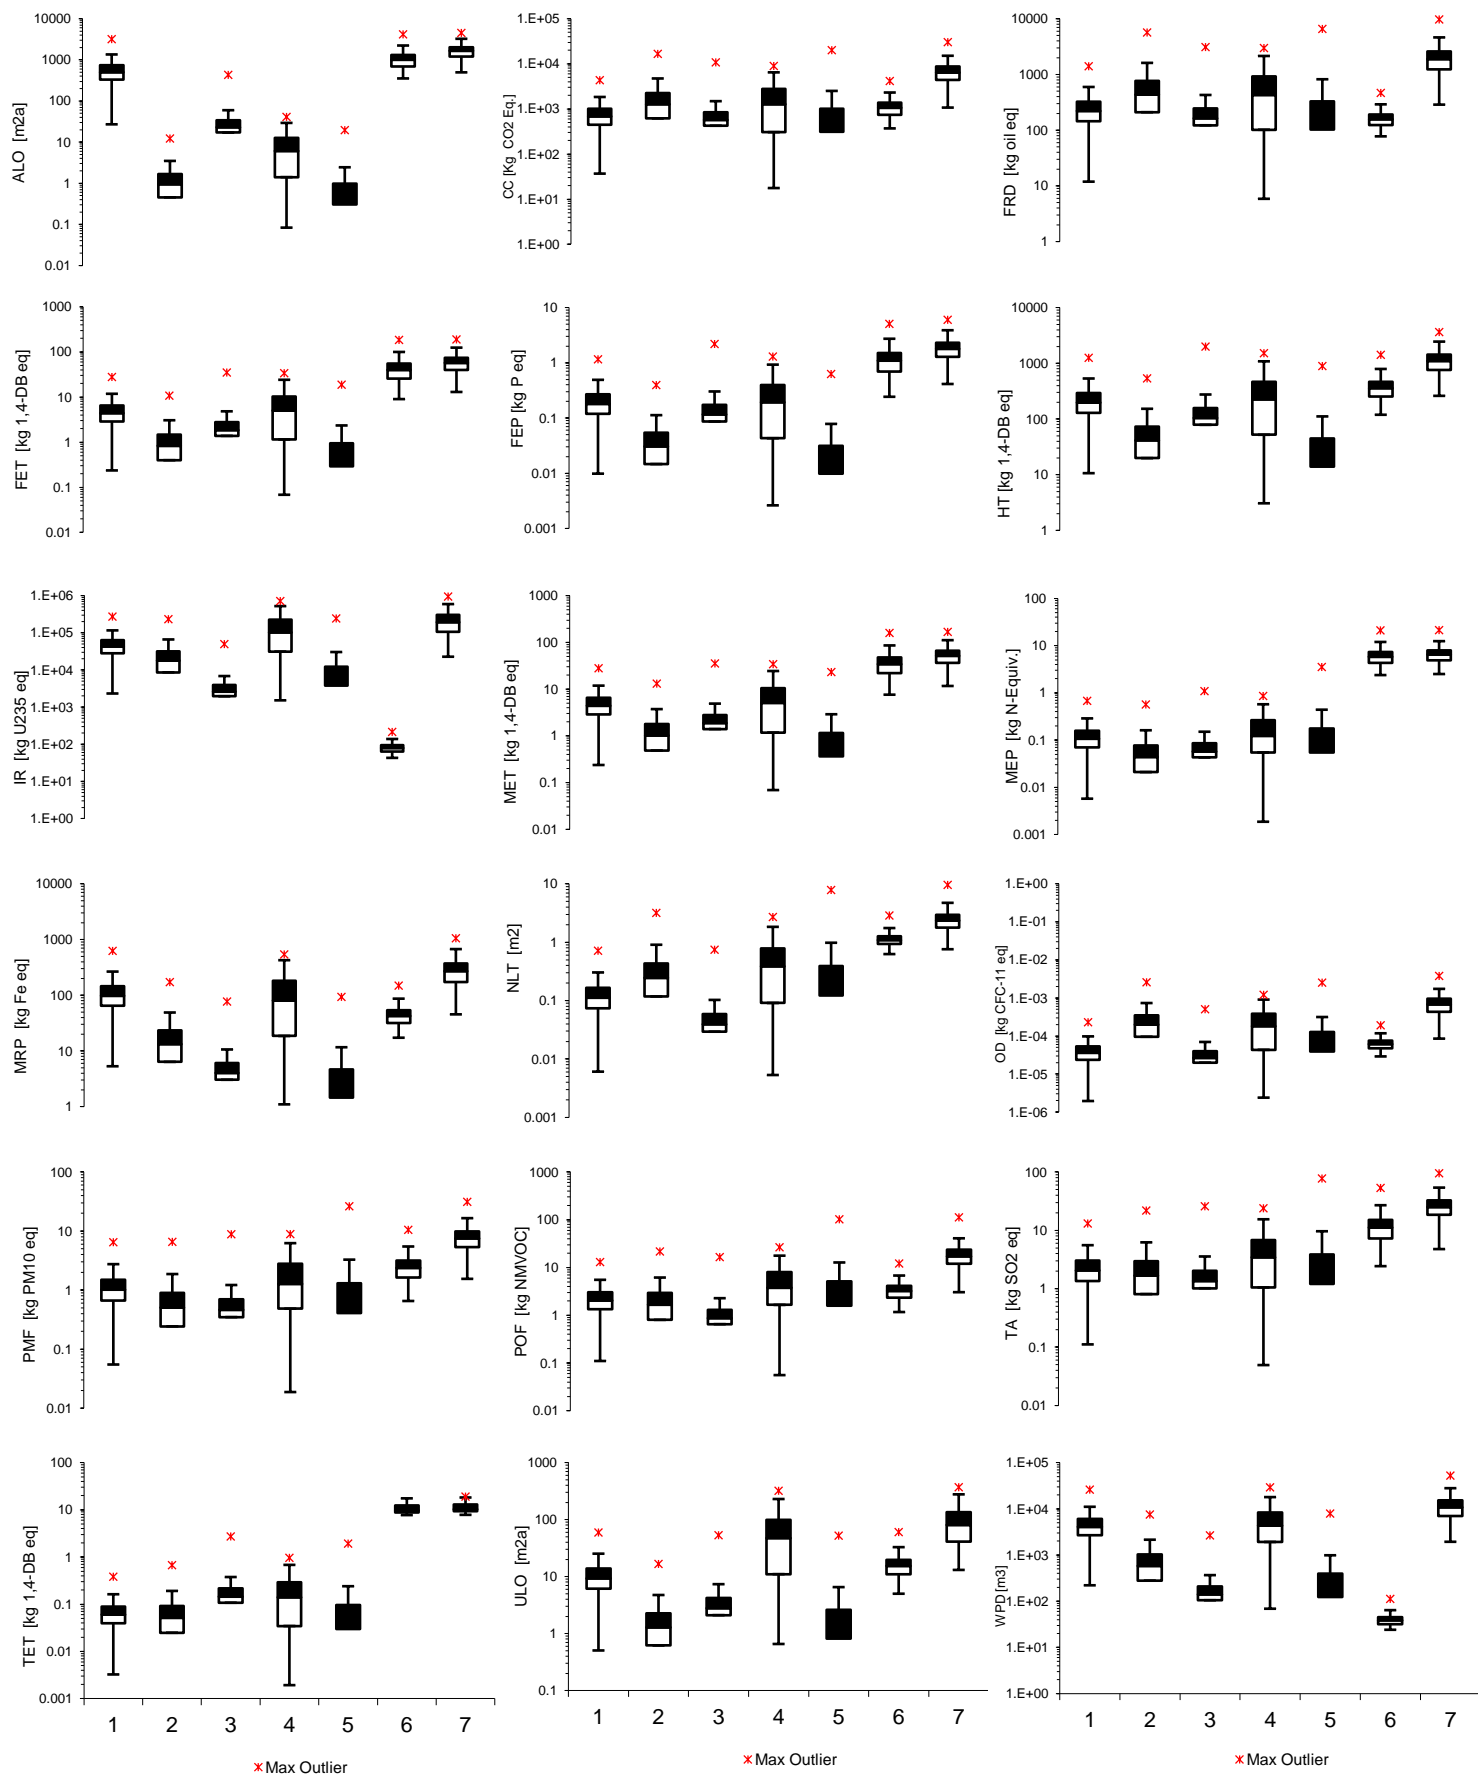 ALO [m2a]
10000
1000
100
10
1
0.1
0.01
CC [Kg CO2 Eq.]
1.E+05
1.E+04
1.E+03
1.E+02
1.E+01
1.E+00
FRD [kg oil eq]
10000
1000
100
10
1
FET [kg 1,4-DB eq]
1000
100
10
1
0.1
0.01
FEP [kg P eq]
10
1
0.1
0.01
0.001
HT [kg 1,4-DB eq]
10000
1000
100
10
1
IR [kg U235 eq]
1.E+06
1.E+05
1.E+04
1.E+03
1.E+02
1.E+01
1.E+00
MET [kg 1,4-DB eq]
1000
100
10
1
0.1
0.01
MEP [kg N-Equiv.]
100
10
1
0.1
0.01
0.001
MRP [kg Fe eq]
10000
1000
100
10
1
NLT [m2]
10
1
0.1
0.01
0.001
OD [kg CFC-11 eq]
1.E+00
1.E-01
1.E-02
1.E-03
1.E-04
1.E-05
1.E-06
PMF [kg PM10 eq]
100
10
1
0.1
0.01
POF [kg NMVOC]
1000
100
10
1
0.1
0.01
TA [kg SO2 eq]
100
10
1
0.1
0.01
TET [kg 1,4-DB eq]
100
10
1
0.1
0.01
0.001
1 2 3 4 5 6 7
Max Outlier
ULO [m2a]
1000
100
10
1
0.1
1 2 3 4 5 6 7
Max Outlier
WPD [m3]
1.E+05
1.E+04
1.E+03
1.E+02
1.E+01
1.E+00
1 2 3 4 5 6 7
Max Outlier